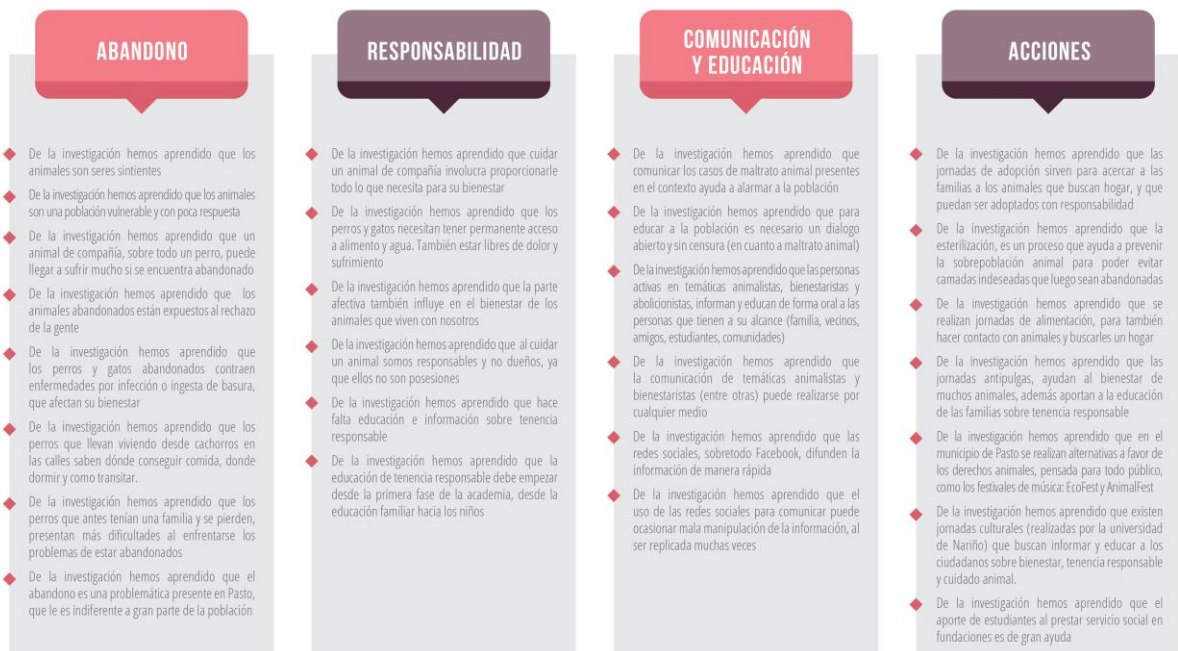 ABANDONO
De la investigación hemos aprendido que los
animales son seres sintientes
De la investigación hemos aprendido que los animales
son una población vulnerable y con poca respuesta
De la investigación hemos aprendido que un
animal de compañía, sobre todo un perro, puede
llegar a sufrir mucho si se encuentra abandonado
De la investigación hemos aprendido que los
animales abandonados están expuestos al rechazo
de la gente
De la investigación hemos aprendido que
los perros y gatos abandonados contraen
enfermedades por infección o ingesta de basura,
que afectan su bienestar
De la investigación hemos aprendido que los
perros que llevan viviendo desde cachorros en
las calles saben dónde conseguir comida, donde
dormir y como transitar.
De la investigación hemos aprendido que los
perros que antes tenían una familia y se pierden,
presentan más dificultades al enfrentarse los
problemas de estar abandonados
De la investigación hemos aprendido que el
abandono es una problemática presente en Pasto,
que le es indiferente a gran parte de la población
RESPONSABILIDAD
De la investigación hemos aprendido que cuidar
un animal de compañía involucra proporcionarle
todo lo que necesita para su bienestar
De la investigación hemos aprendido que los
perros y gatos necesitan tener permanente acceso
a alimento y agua. También estar libres de dolor y
sufrimiento
De la investigación hemos aprendido que la parte
afectiva también influye en el bienestar de los
animales que viven con nosotros
De la investigación hemos aprendido que al cuidar
un animal somos responsables y no dueños, ya
que ellos no son posesiones
De la investigación hemos aprendido que hace
falta educación e información sobre tenencia
responsable
De la investigación hemos aprendido que la
educación de tenencia responsable debe empezar
desde la primera fase de la academia, desde la
educación familiar hacia los niños
COMUNICACIÓN
Y EDUCACIÓN
De la investigación hemos aprendido que
comunicar los casos de maltrato animal presentes
en el contexto ayuda a alarmar a la población
De la investigación hemos aprendido que para
educar a la población es necesario un dialogo
abierto y sin censura (en cuanto a maltrato animal)
De la investigación hemos aprendido que las personas
activas en temáticas animalistas, bienestaristas y
abolicionistas, informan y educan de forma oral a las
personas que tienen a su alcance (familia, vecinos,
amigos, estudiantes, comunidades)
De la investigación hemos aprendido que
la comunicación de temáticas animalistas y
bienestaristas (entre otras) puede realizarse por
cualquier medio
De la investigación hemos aprendido que las
redes sociales, sobretodo Facebook, difunden la
información de manera rápida
De la investigación hemos aprendido que el
uso de las redes sociales para comunicar puede
ocasionar mala manipulación de la información, al
ser replicada muchas veces
ACCIONES
De la investigación hemos aprendido que las
jornadas de adopción sirven para acercar a las
familias a los animales que buscan hogar, y que
puedan ser adoptados con responsabilidad
De la investigación hemos aprendido que la
esterilización, es un proceso que ayuda a prevenir
la sobrepoblación animal para poder evitar
camadas indeseadas que luego sean abandonadas
De la investigación hemos aprendido que se
realizan jornadas de alimentación, para también
hacer contacto con animales y buscarles un hogar
De la investigación hemos aprendido que las
jornadas antipulgas, ayudan al bienestar de
muchos animales, además aportan a la educación
de las familias sobre tenencia responsable
De la investigación hemos aprendido que en el
municipio de Pasto se realizan alternativas a favor de
los derechos animales, pensada para todo público,
como los festivales de música: EcoFest y AnimalFest
De la investigación hemos aprendido que existen
jornadas culturales (realizadas por la universidad
de Nariño) que buscan informar y educar a los
ciudadanos sobre bienestar, tenencia responsable
y cuidado animal.
De la investigación hemos aprendido que el
aporte de estudiantes al prestar servicio social en
fundaciones es de gran ayuda